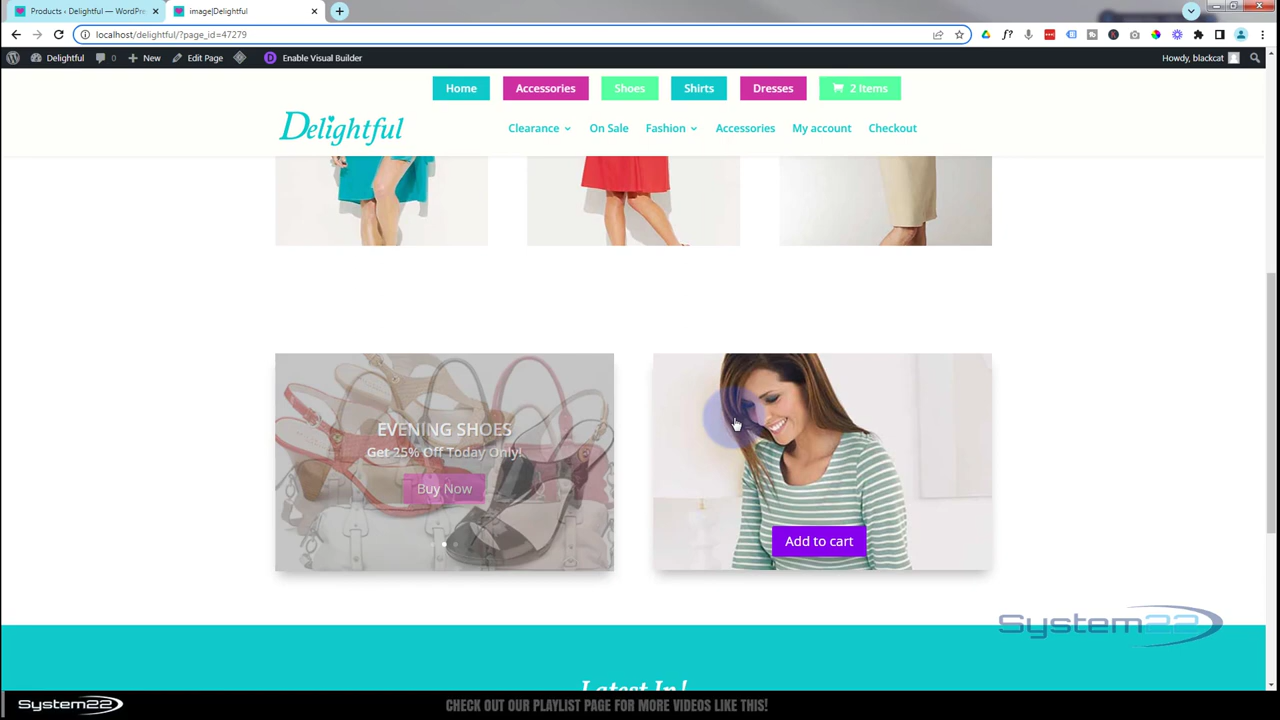 Products ‹ Delightful — WordPre
image|Delightful
localhost/delightful/?page_id=47279
Delightful
0
New
Edit Page
Enable Visual Builder
Howdy, blackcat
Home
Accessories
Shoes
Shirts
Dresses
2 Items
Delightful
Clearance
On Sale
Fashion
Accessories
My account
Checkout
EVENING SHOES
Get 25% Off Today Only!
Buy Now
Add to cart
System22
Latest In!
System22
CHECK OUT OUR PLAYLIST PAGE FOR MORE VIDEOS LIKE THIS!